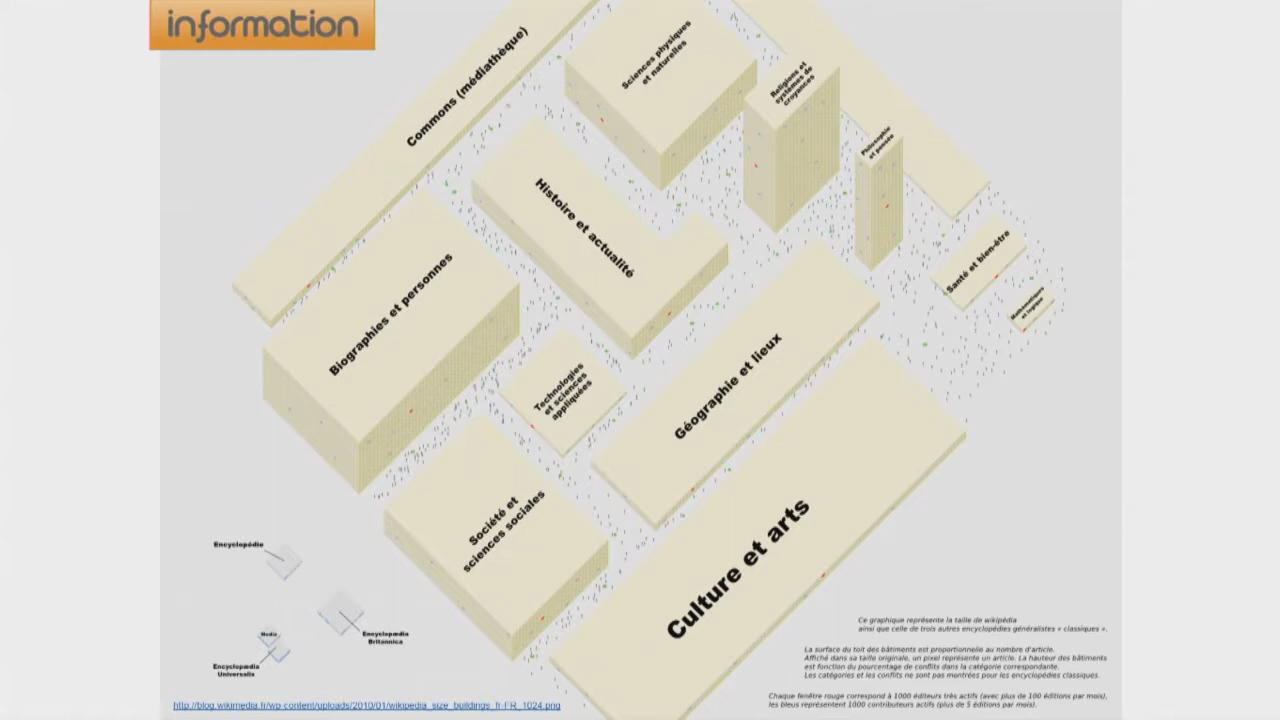 information
Commons (médiathèque)
Sciences physiques
et naturelles
Religions et
systèmes de
croyances
Philosophie
et pensée
Histoire et actualité
Santé et bien-être
Mathématiques
et logique
Biographies et personnes
Technologies
et sciences
appliquées
Géographie et lieux
Société et
sciences sociales
Culture et arts
Encyclopédie
Encyclopædia
Britannica
Media
Encyclopædia
Universalis
Ce graphique représente la taille de wikipédia
ainsi que celle de trois autres encyclopédies généralistes « classiques ».
La surface du toit des bâtiments est proportionnelle au nombre d'article.
Affiché dans sa taille originale, un pixel représente un article. La hauteur des bâtiments
est fonction du pourcentage de conflits dans la catégorie correspondante.
Les catégories et les conflits ne sont pas montrées pour les encyclopédies classiques.
Chaque fenêtre rouge correspond à 1000 éditeurs très actifs (avec plus de 100 éditions par mois),
les bleus représentent 1000 contributeurs actifs (plus de 5 éditions par mois).
http://blog.wikimedia.fr/wp-content/uploads/2010/01/wikipedia_size_buildings_fr-FR_1024.png